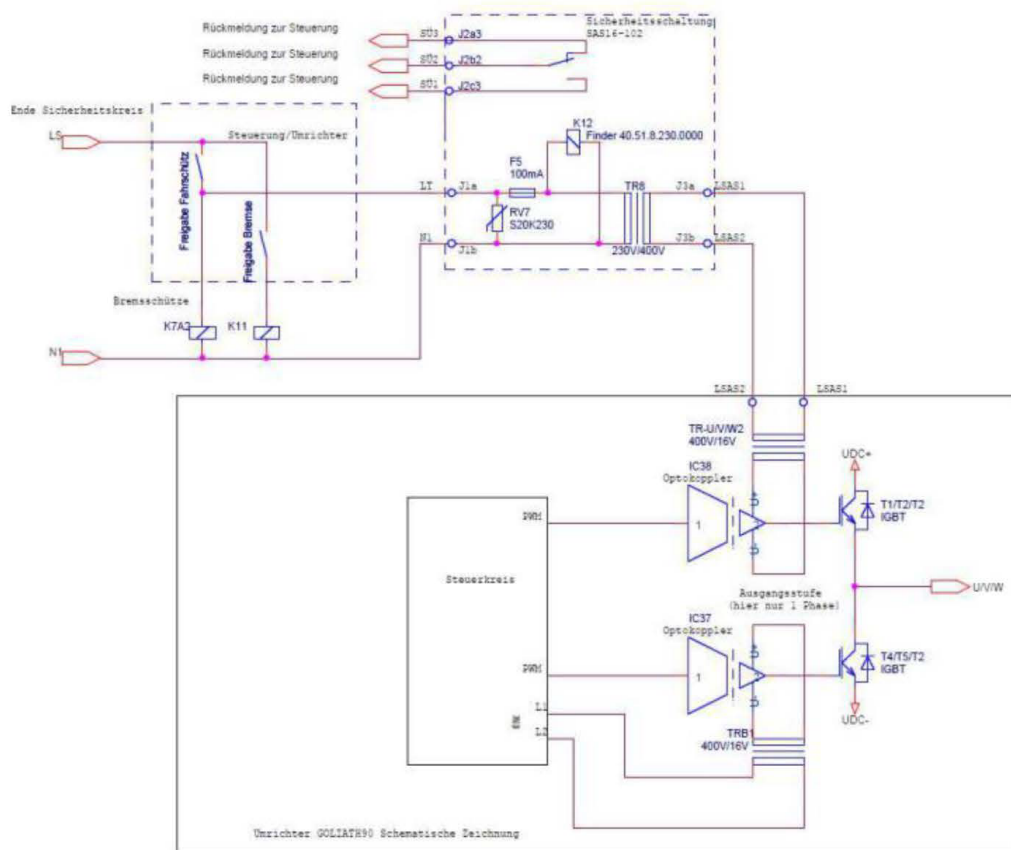 Rückmeldung zur Steuerung
Rückmeldung zur Steuerung
Rückmeldung zur Steuerung
SÜ3
SÜ2
SÜ1
J2a3
J2b2
J2c3
Sicherheitsschaltung
SAS16-102
Ende Sicherheitskreis
LS
Steuerung/Umrichter
Freigabe Fahrschütz
Freigabe Bremse
K12
Finder 40.51.8.230.0000
F5
100mA
LT
J1a
RV7
S20K230
TR8
230V/400V
J3a
LSAS1
N1
J1b
J3b
LSAS2
Bremsschütze
K7A2
K11
N1
LSAS2
LSAS1
TR-U/V/W2
400V/16V
IC38
Optokoppler
UDC+
U+
U-
T1/T2/T2
IGBT
PWM
1
Steuerkreis
Ausgangsstufe
(hier nur 1 Phase)
U/V/W
IC37
Optokoppler
U+
U-
T4/T5/T2
IGBT
PWM
1
L1
L2
UDC-
TRB1
400V/16V
Umrichter GOLIATH90 Schematische Zeichnung